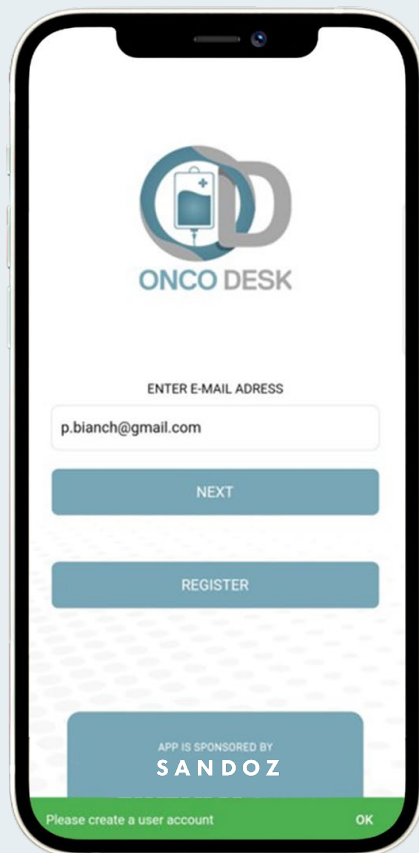 ONCO DESK
ENTER E-MAIL ADRESS
p.bianch@gmail.com
NEXT
REGISTER
APP IS SPONSORED BY
SANDOZ
Please create a user account OK